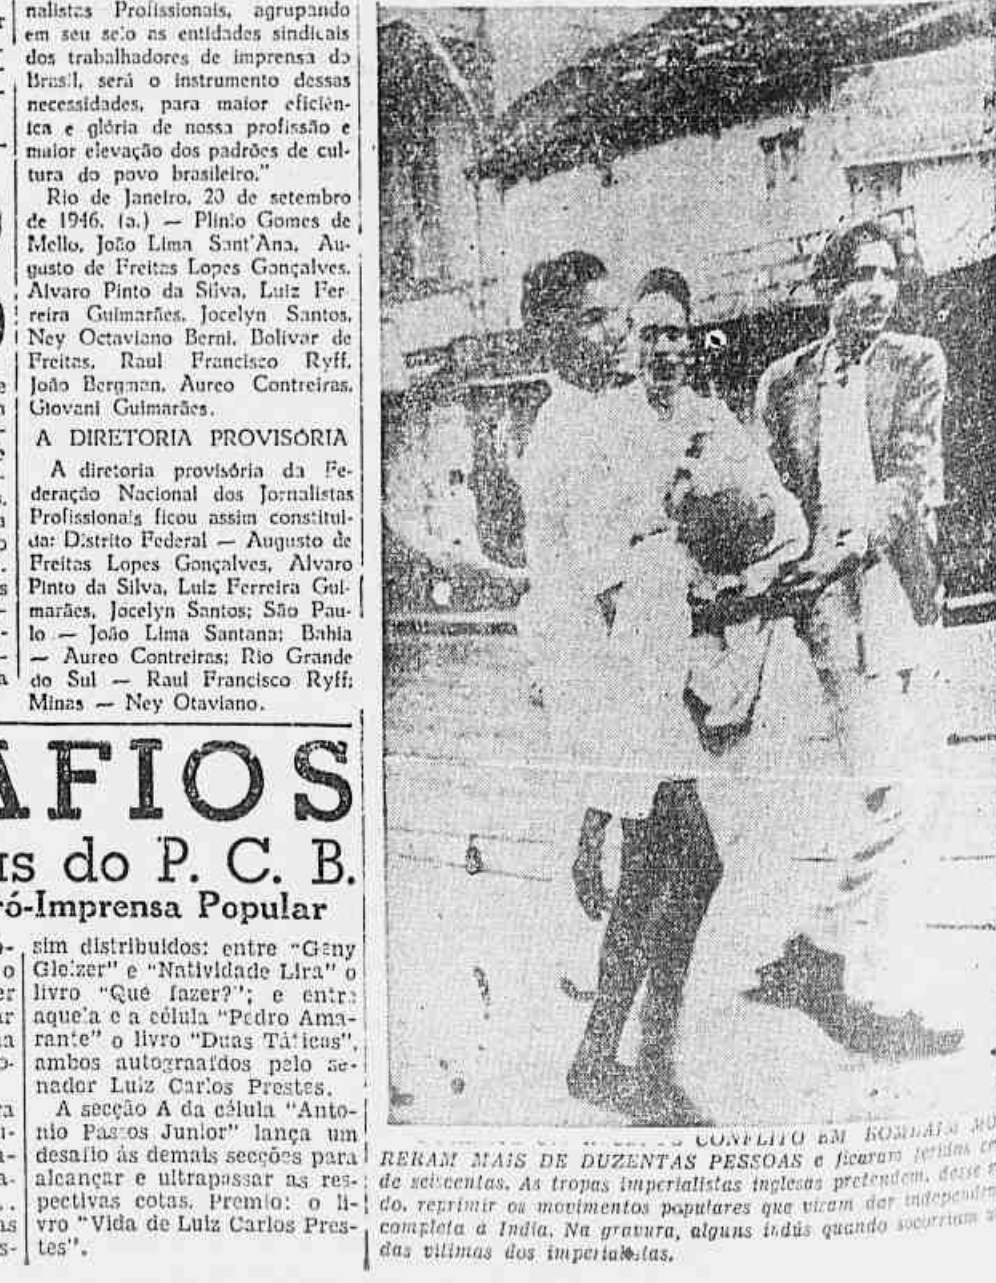 nalistas Profissionais, agrupando
em seu seio as entidades sindicais
dos trabalhadores de imprensa do
Brasil, será o instrumento dessas
necessidades, para maior eficiên-
ica e glória de nossa profissão e
maior elevação dos padrões de cul-
tura do povo brasileiro."
Rio de Janeiro, 20 de setembro
de 1946. (a.) — Plinio Gomes de
Mello, João Lima Sant'Ana, Au-
gusto de Freitas Lopes Gonçalves,
Alvaro Pinto da Silva, Luiz Fer-
reira Guimarães, Jocelyn Santos,
Ney Octaviano Berni, Bolivar de
Freitas, Raul Francisco Ryff,
João Bergman, Aureo Contreiras,
Giovani Guimarães.
A DIRETORIA PROVISÓRIA
A diretoria provisória da Fe-
deração Nacional dos Jornalistas
Profissionais ficou assim constitui-
da: Distrito Federal — Augusto de
Freitas Lopes Gonçalves, Alvaro
Pinto da Silva, Luiz Ferreira Gui-
marães, Jocelyn Santos; São Pau-
lo — João Lima Santana; Bahia
— Aureo Contreiras; Rio Grande
do Sul — Raul Francisco Ryff;
Minas — Ney Otaviano.
AFIOS
is do P. C. B.
ró-Imprensa Popular
sim distribuidos: entre "Geny
Gleizer" e "Natividade Lira" o
livro "Qué fazer?"; e entre
aquela e a célula "Pedro Ama-
rante" o livro "Duas Táticas",
ambos autograafdos pelo se-
nador Luiz Carlos Prestes.
A secção A da célula "Anto-
nio Passos Junior" lança um
desafio ás demais secções para
alcançar e ultrapassar as res-
pectivas cotas. Premio: o li-
vro "Vida de Luiz Carlos Pres-
tes".
CONFLITO EM BOMBAIM MO
RERAM MAIS DE DUZENTAS PESSOAS e ficaram feridas
de seiscentas. As tropas imperialistas inglesas pretendem, desse
do, reprimir os movimentos populares que visam dar independen
completa á India. Na gravura, alguns indús quando socorriam
das vitimas dos imperialistas.